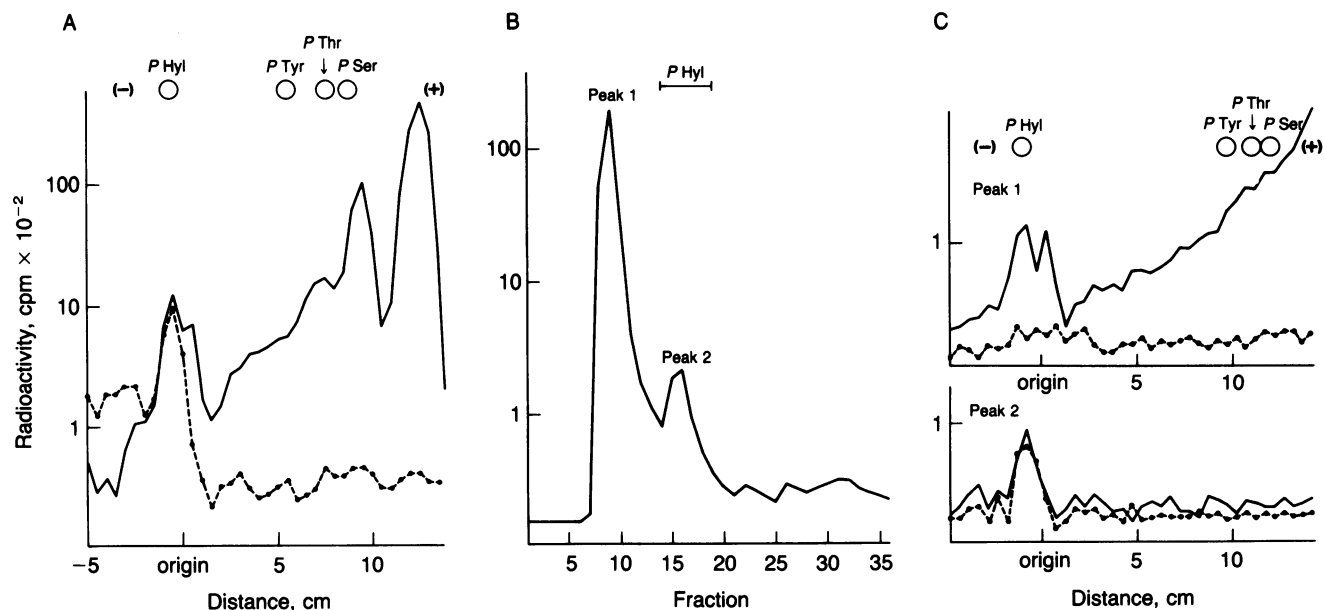 A
P Thr
P Hyl
P Tyr
↓
P Ser
(−)
(+)
100
10
1
Radioactivity, cpm × 10⁻²
−5
origin
5
10
Distance, cm
B
P Hyl
Peak 1
100
10
Peak 2
1
5
10
15
20
25
30
35
Fraction
C
P Thr
P Hyl
P Tyr
↓
P Ser
(−)
(+)
Peak 1
1
origin
5
10
Peak 2
1
origin
5
10
Distance, cm